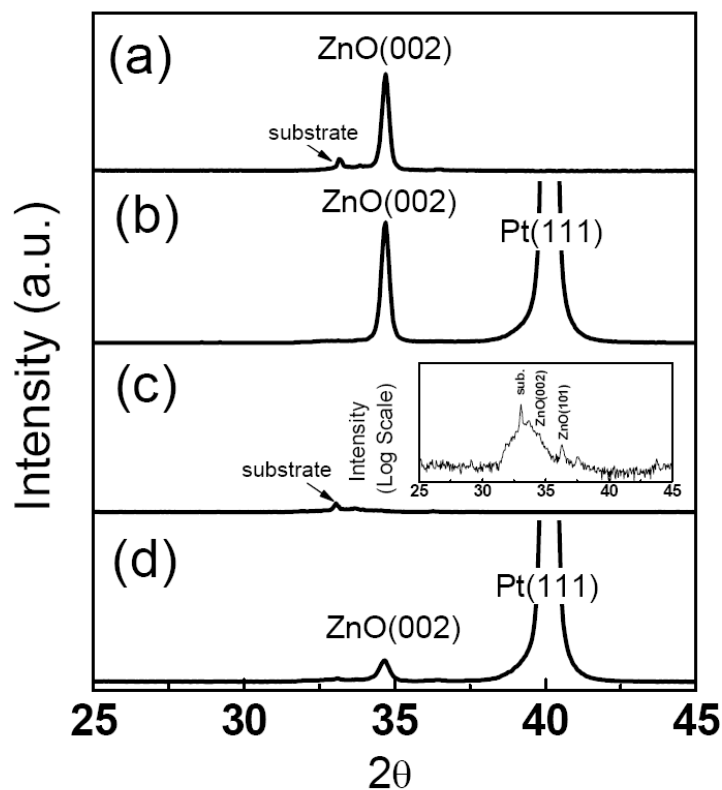 Intensity (a.u.)
(a)
ZnO(002)
substrate
(b)
ZnO(002)
Pt(111)
(c)
substrate
Intensity
(Log Scale)
sub.
ZnO(002)
ZnO(101)
25 30 35 40 45
(d)
ZnO(002)
Pt(111)
25 30 35 40 45
2θ